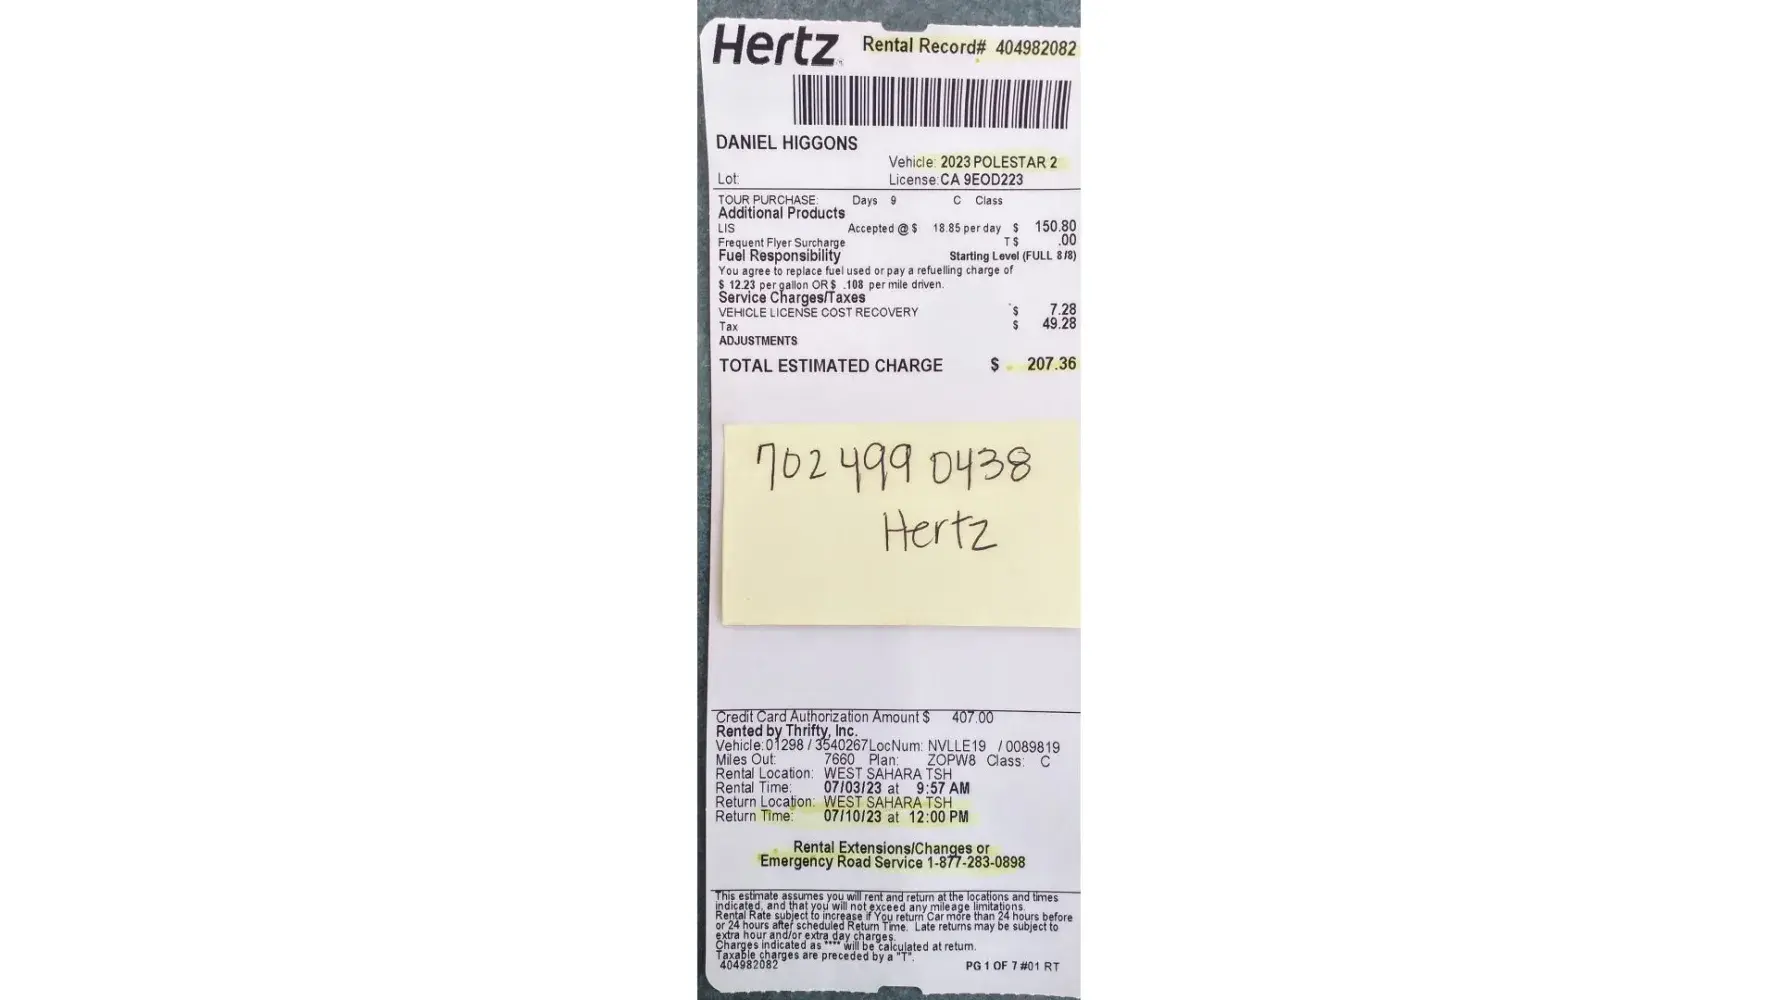 Hertz Rental Record# 404982082
DANIEL HIGGONS
Vehicle: 2023 POLESTAR 2
Lot: License: CA 9EOD223
TOUR PURCHASE: Days 9 C Class
Additional Products
LIS Accepted @ $ 18.85 per day $ 150.80
Frequent Flyer Surcharge T $ .00
Fuel Responsibility Starting Level (FULL 8/8)
You agree to replace fuel used or pay a refuelling charge of
$ 12.23 per gallon OR $ .108 per mile driven.
Service Charges/Taxes
VEHICLE LICENSE COST RECOVERY $ 7.28
Tax $ 49.28
ADJUSTMENTS
TOTAL ESTIMATED CHARGE $ 207.36
702 499 0438
Hertz
Credit Card Authorization Amount $ 407.00
Rented by Thrifty, Inc.
Vehicle: 01298 / 3540267 LocNum: NVLLE19 / 0089819
Miles Out: 7660 Plan: ZOPW8 Class: C
Rental Location: WEST SAHARA TSH
Rental Time: 07/03/23 at 9:57 AM
Return Location: WEST SAHARA TSH
Return Time: 07/10/23 at 12:00 PM
Rental Extensions/Changes or
Emergency Road Service 1-877-283-0898
This estimate assumes you will rent and return at the locations and times
indicated, and that you will not exceed any mileage limitations.
Rental Rate subject to increase if You return Car more than 24 hours before
or 24 hours after scheduled Return Time. Late returns may be subject to
extra hour and/or extra day charges.
Charges indicated as "****" will be calculated at return.
Taxable charges are preceded by a "T".
404982082 PG 1 OF 7 #01 RT